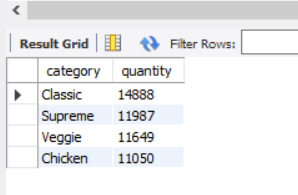 Result Grid Filter Rows:
category quantity
Classic 14888
Supreme 11987
Veggie 11649
Chicken 11050